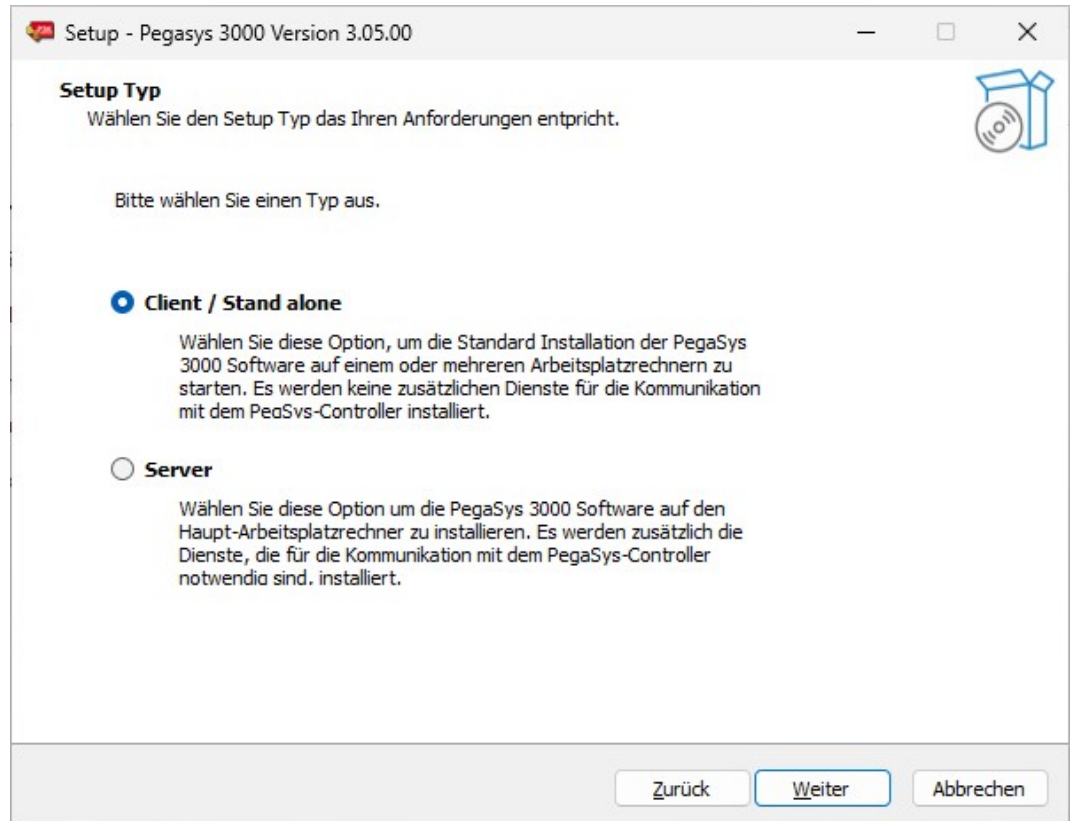 Setup - Pegasys 3000 Version 3.05.00
Setup Typ
Wählen Sie den Setup Typ das Ihren Anforderungen entpricht.
Bitte wählen Sie einen Typ aus.
Client / Stand alone
Wählen Sie diese Option, um die Standard Installation der PegaSys
3000 Software auf einem oder mehreren Arbeitsplatzrechnern zu
starten. Es werden keine zusätzlichen Dienste für die Kommunikation
mit dem PegaSys-Controller installiert.
Server
Wählen Sie diese Option um die PegaSys 3000 Software auf den
Haupt-Arbeitsplatzrechner zu installieren. Es werden zusätzlich die
Dienste, die für die Kommunikation mit dem PegaSys-Controller
notwendig sind, installiert.
Zurück Weiter Abbrechen